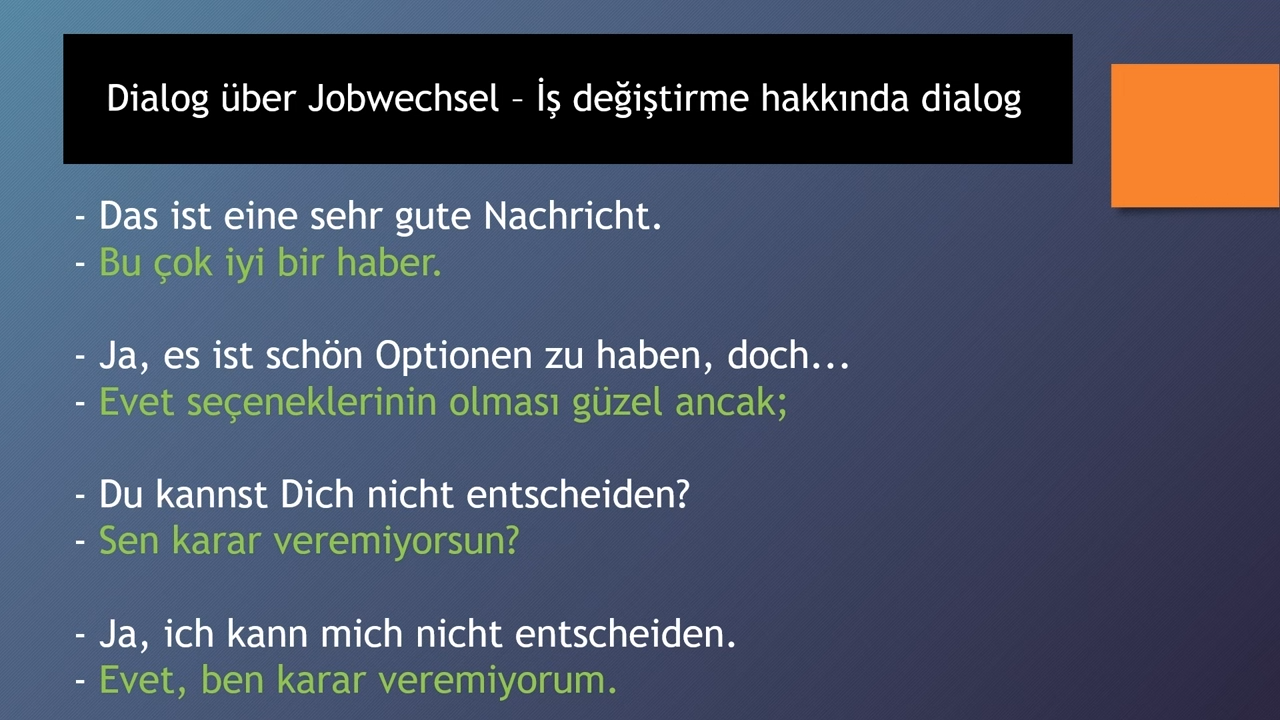 Dialog über Jobwechsel – İş değiştirme hakkında dialog
- Das ist eine sehr gute Nachricht.
- Bu çok iyi bir haber.
- Ja, es ist schön Optionen zu haben, doch...
- Evet seçeneklerinin olması güzel ancak;
- Du kannst Dich nicht entscheiden?
- Sen karar veremiyorsun?
- Ja, ich kann mich nicht entscheiden.
- Evet, ben karar veremiyorum.